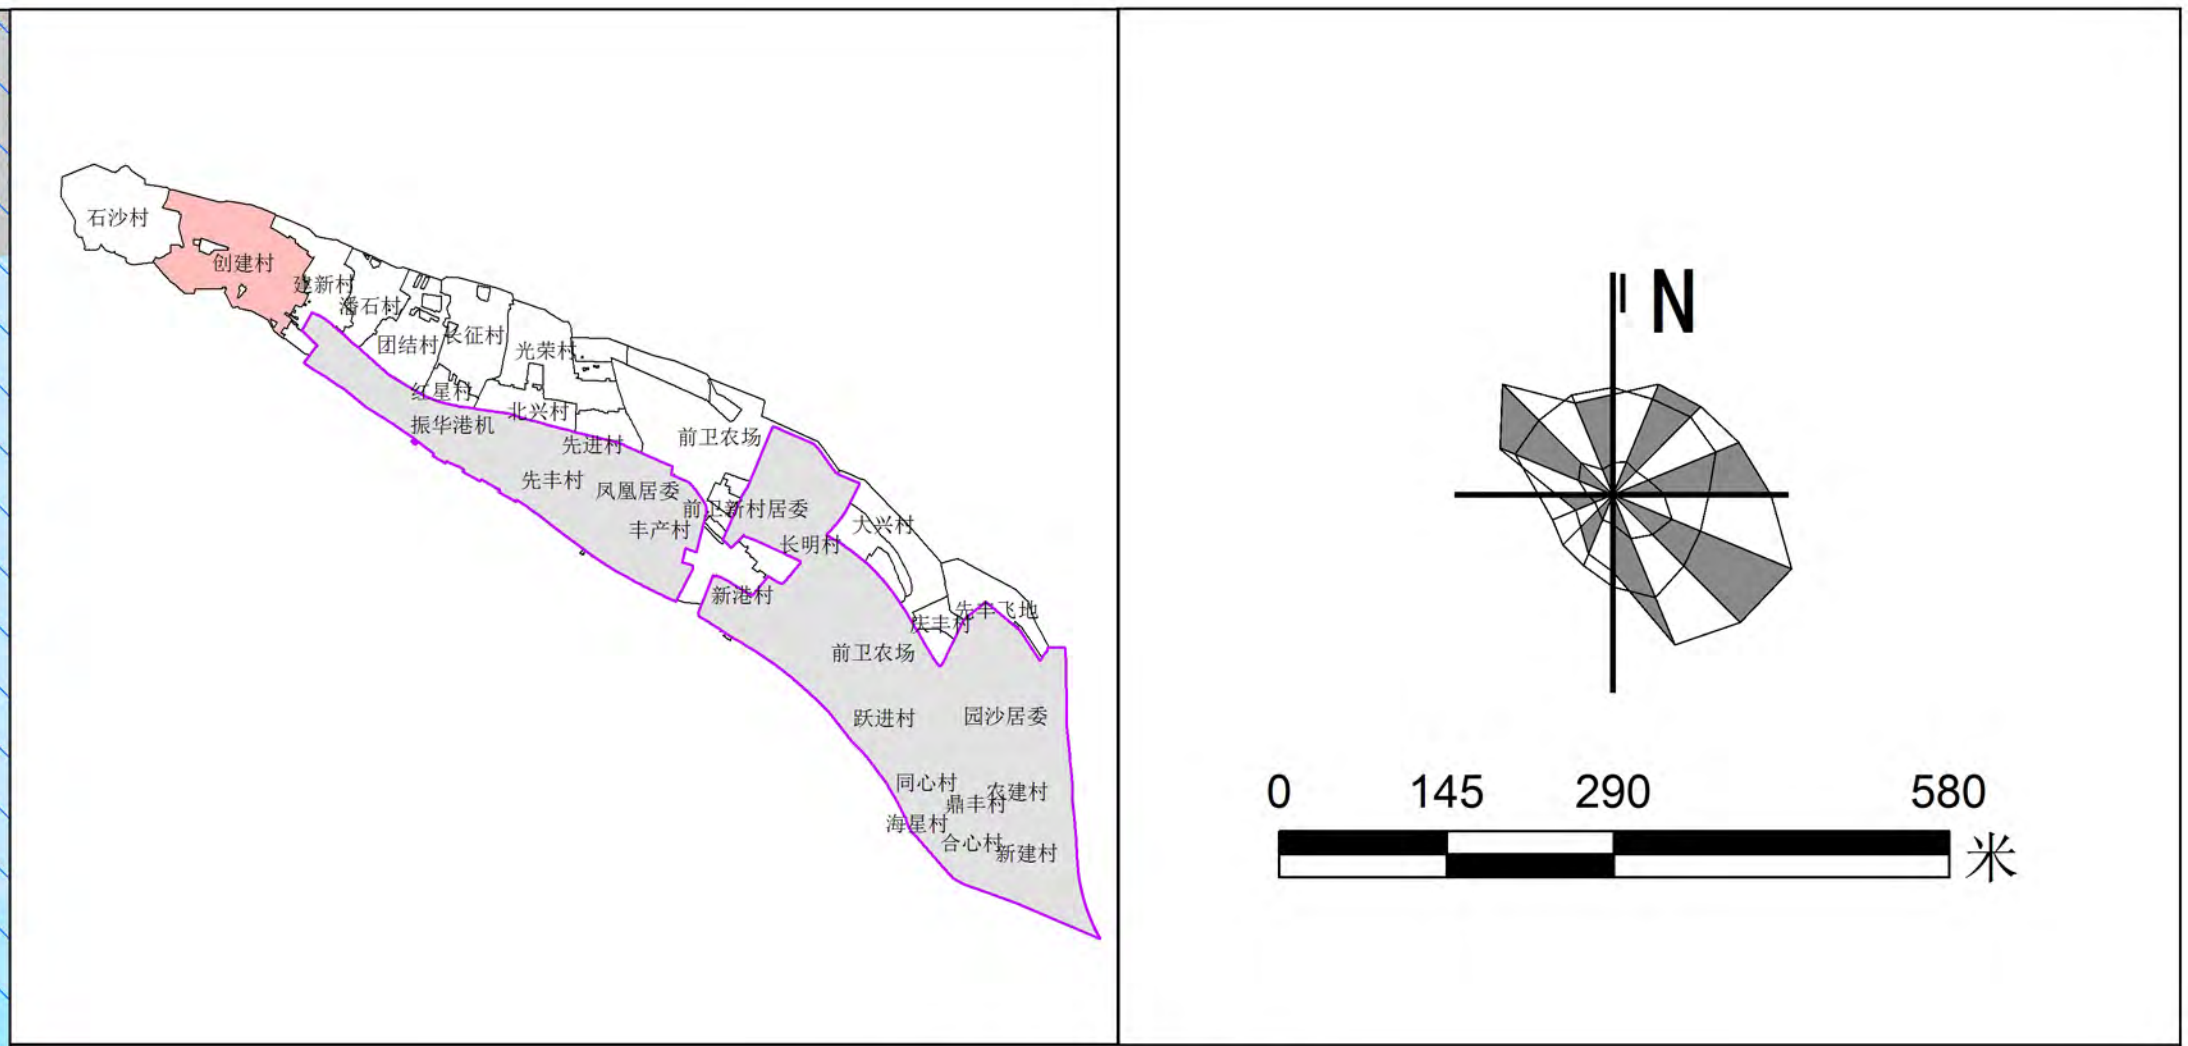 石沙村
创建村
建新村
潘石村
团结村
长征村
光荣村
红星村
北兴村
振华港机
先进村
前卫农场
先丰村
凤凰居委
前卫新村居委
丰产村
大兴村
长明村
新港村
先丰飞地
庆丰村
前卫农场
跃进村
园沙居委
同心村
农建村
鼎丰村
海星村
合心村
新建村
N
0 145 290 580
米